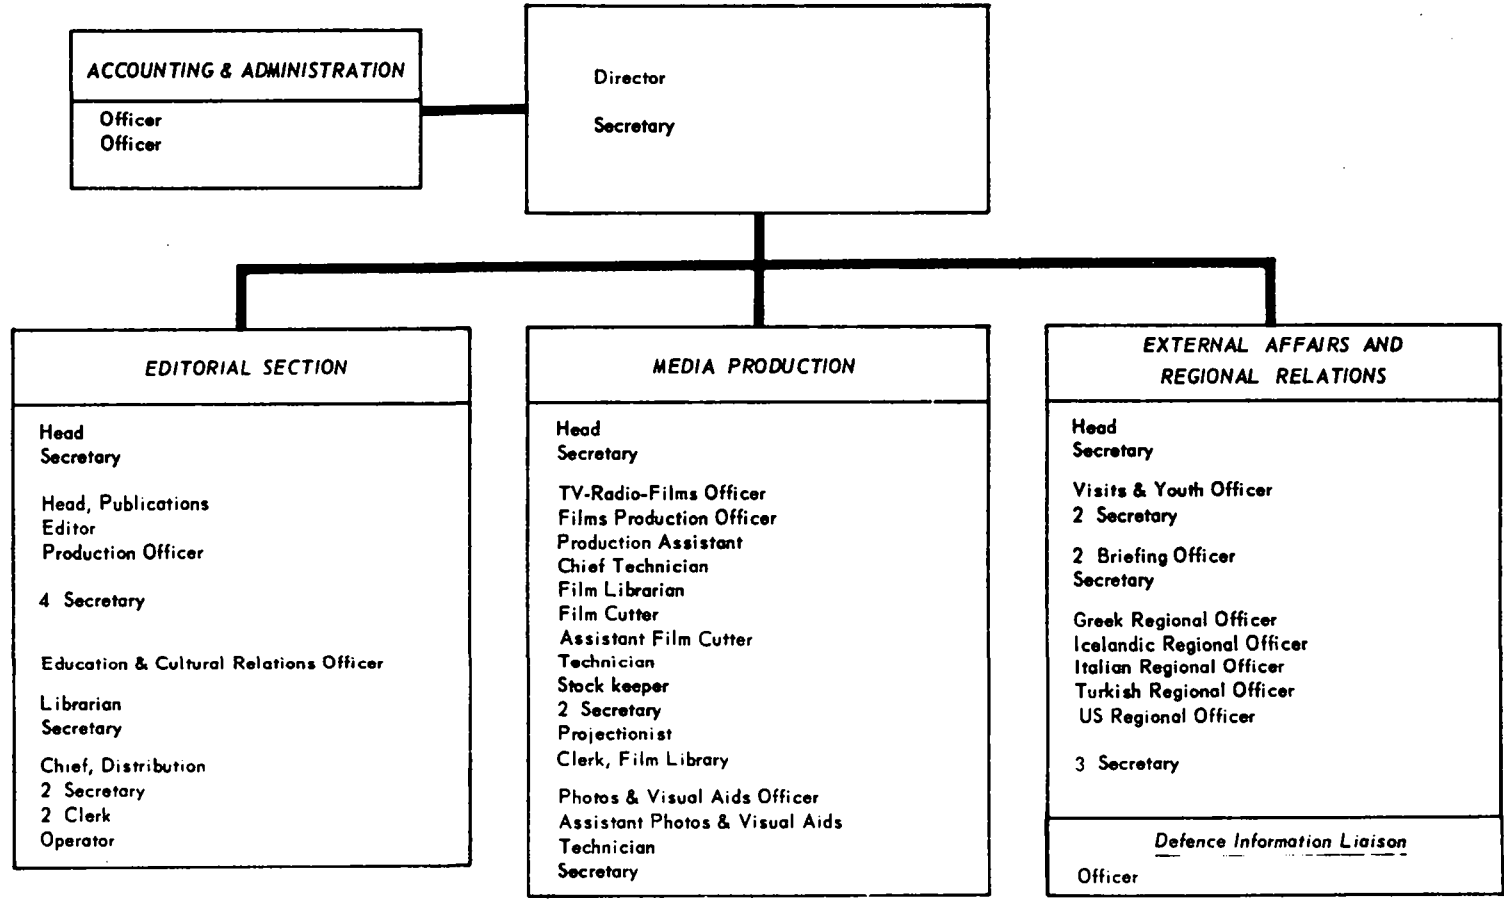 ACCOUNTING & ADMINISTRATION
Officer
Officer
Director
Secretary
EDITORIAL SECTION
Head
Secretary
Head, Publications
Editor
Production Officer
4 Secretary
Education & Cultural Relations Officer
Librarian
Secretary
Chief, Distribution
2 Secretary
2 Clerk
Operator
MEDIA PRODUCTION
Head
Secretary
TV-Radio-Films Officer
Films Production Officer
Production Assistant
Chief Technician
Film Librarian
Film Cutter
Assistant Film Cutter
Technician
Stock keeper
2 Secretary
Projectionist
Clerk, Film Library
Photos & Visual Aids Officer
Assistant Photos & Visual Aids
Technician
Secretary
EXTERNAL AFFAIRS AND
REGIONAL RELATIONS
Head
Secretary
Visits & Youth Officer
2 Secretary
2 Briefing Officer
Secretary
Greek Regional Officer
Icelandic Regional Officer
Italian Regional Officer
Turkish Regional Officer
US Regional Officer
3 Secretary
Defence Information Liaison
Officer